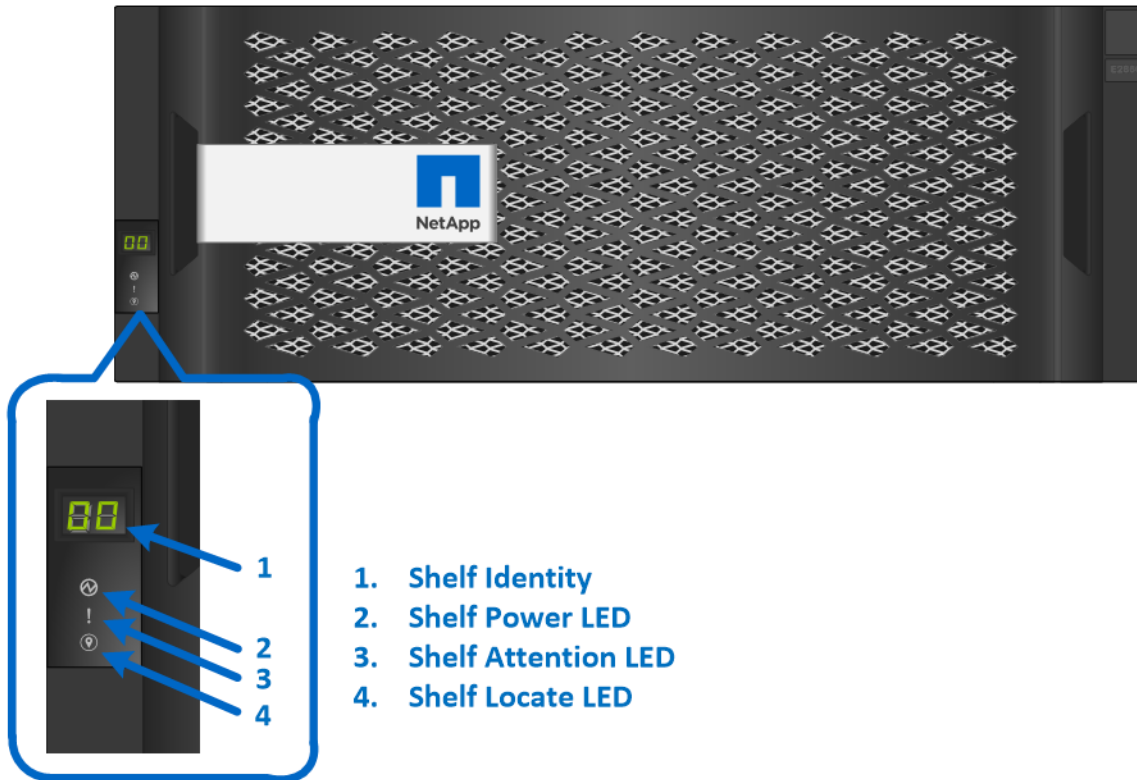 NetApp
00
00
1
2
3
4
1. Shelf Identity
2. Shelf Power LED
3. Shelf Attention LED
4. Shelf Locate LED